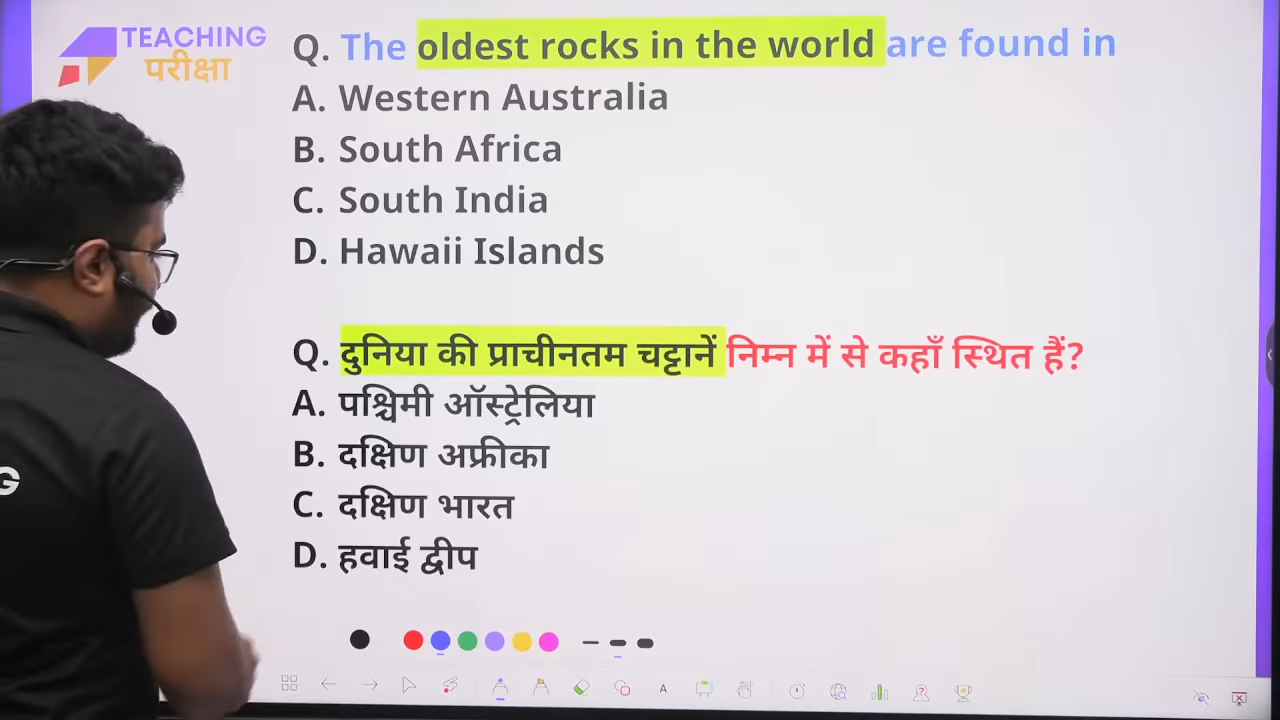 TEACHING
परीक्षा
Q. The oldest rocks in the world are found in
A. Western Australia
B. South Africa
C. South India
D. Hawaii Islands
Q. दुनिया की प्राचीनतम चट्टानें निम्न में से कहाँ स्थित हैं?
A. पश्चिमी ऑस्ट्रेलिया
B. दक्षिण अफ्रीका
C. दक्षिण भारत
D. हवाई द्वीप
G
A